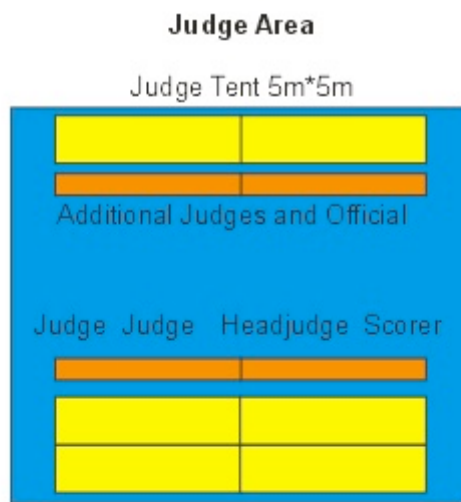 Judge Area
Judge Tent 5m*5m
Additional Judges and Official
Judge Judge Headjudge Scorer